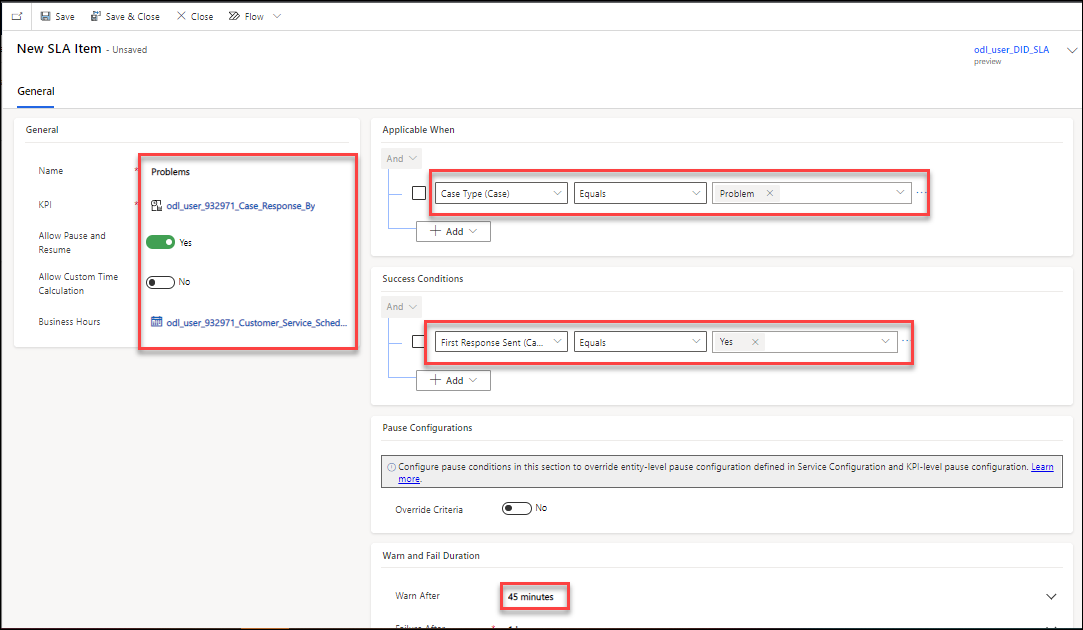 Save
Save & Close
Close
Flow
New SLA Item - Unsaved
odl_user_DID_SLA
preview
General
General
Name
*
Problems
KPI
*
odl_user_932971_Case_Response_By
Allow Pause and
Resume
Yes
Allow Custom Time
Calculation
No
Business Hours
odl_user_932971_Customer_Service_Sched...
Applicable When
And
Case Type (Case)
Equals
Problem
...
Add
Success Conditions
And
First Response Sent (Ca...
Equals
Yes
...
Add
Pause Configurations
Configure pause conditions in this section to override entity-level pause configuration defined in Service Configuration and KPI-level pause configuration. Learn
more.
Override Criteria
No
Warn and Fail Duration
Warn After
45 minutes